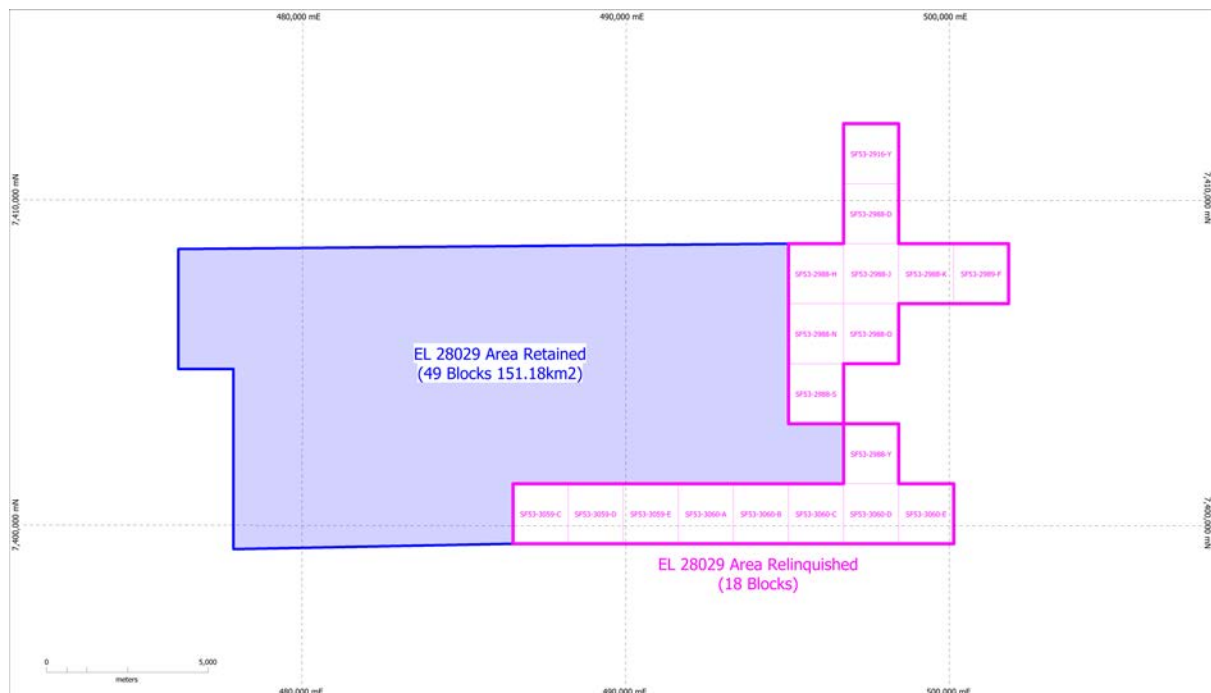 480,000 mE
490,000 mE
500,000 mE
SF53-2916-Y
7,410,000 mN
7,410,000 mN
SF53-2988-D
SF53-2988-H
SF53-2988-J
SF53-2988-K
SF53-2989-F
SF53-2988-N
SF53-2988-O
EL 28029 Area Retained
(49 Blocks 151.18km2)
SF53-2988-S
SF53-2988-Y
SF53-3059-C
SF53-3059-D
SF53-3059-E
SF53-3060-A
SF53-3060-B
SF53-3060-C
SF53-3060-D
SF53-3060-E
7,400,000 mN
7,400,000 mN
EL 28029 Area Relinquished
(18 Blocks)
0
5,000
meters
480,000 mE
490,000 mE
500,000 mE